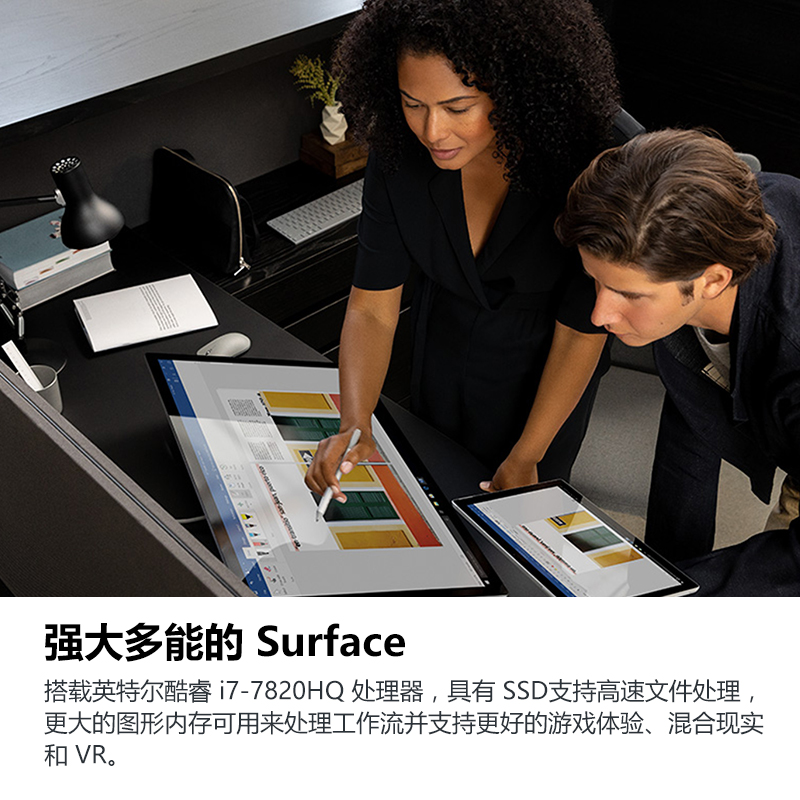 强大多能的 Surface
搭载英特尔酷睿 i7-7820HQ 处理器，具有 SSD支持高速文件处理，
更大的图形内存可用来处理工作流并支持更好的游戏体验、混合现实
和 VR。